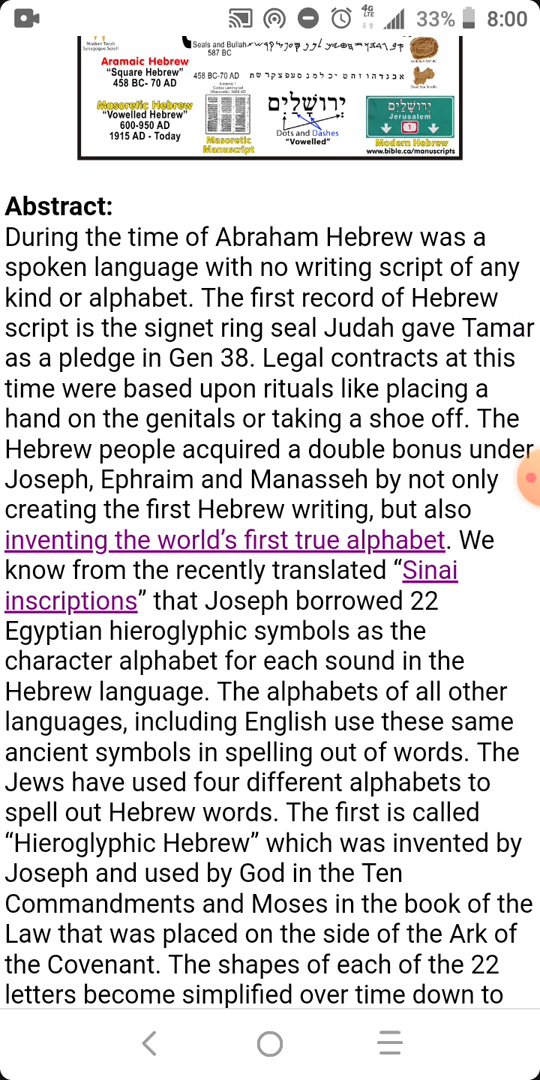 4G
LTE
33%
8:00
Modern Torah
Synagogue Scroll
Seals and Bullah
587 BC
Aramaic Hebrew
"Square Hebrew"
458 BC- 70 AD
458 BC-70 AD
Masoretic Hebrew
"Vowelled Hebrew"
600-950 AD
1915 AD - Today
Masoretic
Manuscript
Dots and Dashes
"Vowelled"
Jerusalem
1
Modern Hebrew
www.bible.ca/manuscripts
Abstract:
During the time of Abraham Hebrew was a
spoken language with no writing script of any
kind or alphabet. The first record of Hebrew
script is the signet ring seal Judah gave Tamar
as a pledge in Gen 38. Legal contracts at this
time were based upon rituals like placing a
hand on the genitals or taking a shoe off. The
Hebrew people acquired a double bonus under
Joseph, Ephraim and Manasseh by not only
creating the first Hebrew writing, but also
inventing the world’s first true alphabet. We
know from the recently translated “Sinai
inscriptions” that Joseph borrowed 22
Egyptian hieroglyphic symbols as the
character alphabet for each sound in the
Hebrew language. The alphabets of all other
languages, including English use these same
ancient symbols in spelling out of words. The
Jews have used four different alphabets to
spell out Hebrew words. The first is called
“Hieroglyphic Hebrew” which was invented by
Joseph and used by God in the Ten
Commandments and Moses in the book of the
Law that was placed on the side of the Ark of
the Covenant. The shapes of each of the 22
letters become simplified over time down to